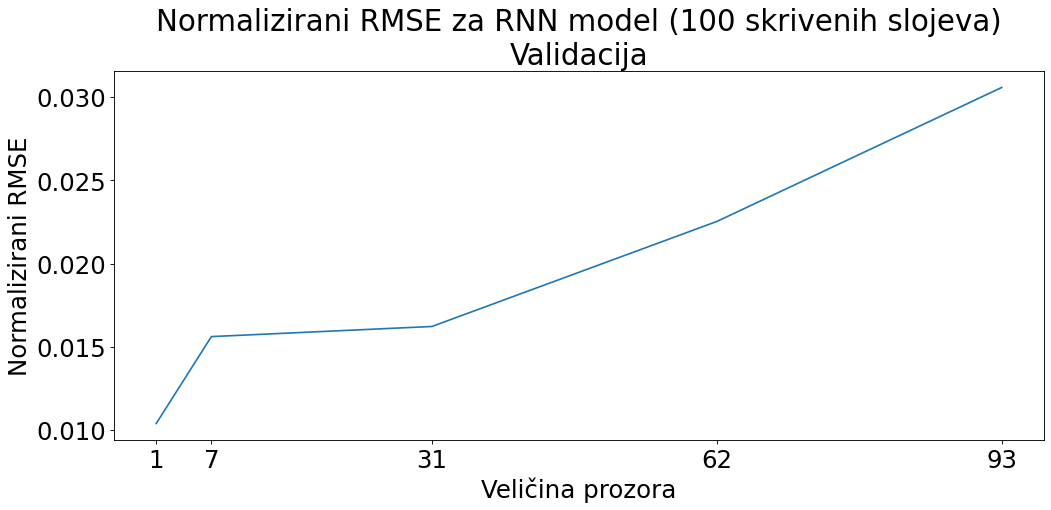 Normalizirani RMSE za RNN model (100 skrivenih slojeva)
Validacija
Normalizirani RMSE
0.030
0.025
0.020
0.015
0.010
1 7 31 62 93
Veličina prozora